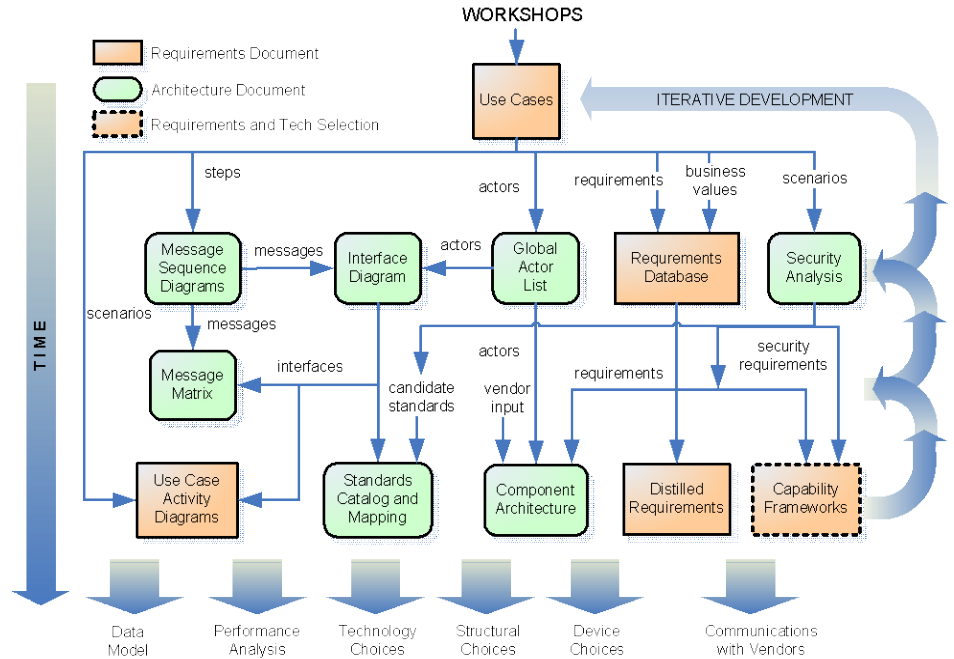 WORKSHOPS
Requirements Document
Architecture Document
Requirements and Tech Selection
Use Cases
ITERATIVE DEVELOPMENT
TIME
steps
actors
requirements
business
values
scenarios
Message
Sequence
Diagrams
messages
Interface
Diagram
actors
Global
Actor
List
Requrements
Database
Security
Analysis
scenarios
messages
Message
Matrix
interfaces
candidate
standards
actors
vendor
input
requirements
security
requirements
Use Case
Activity
Diagrams
Standards
Catalog and
Mapping
Component
Architecture
Distilled
Requirements
Capability
Frameworks
Data
Model
Performance
Analysis
Technology
Choices
Structural
Choices
Device
Choices
Communications
with Vendors